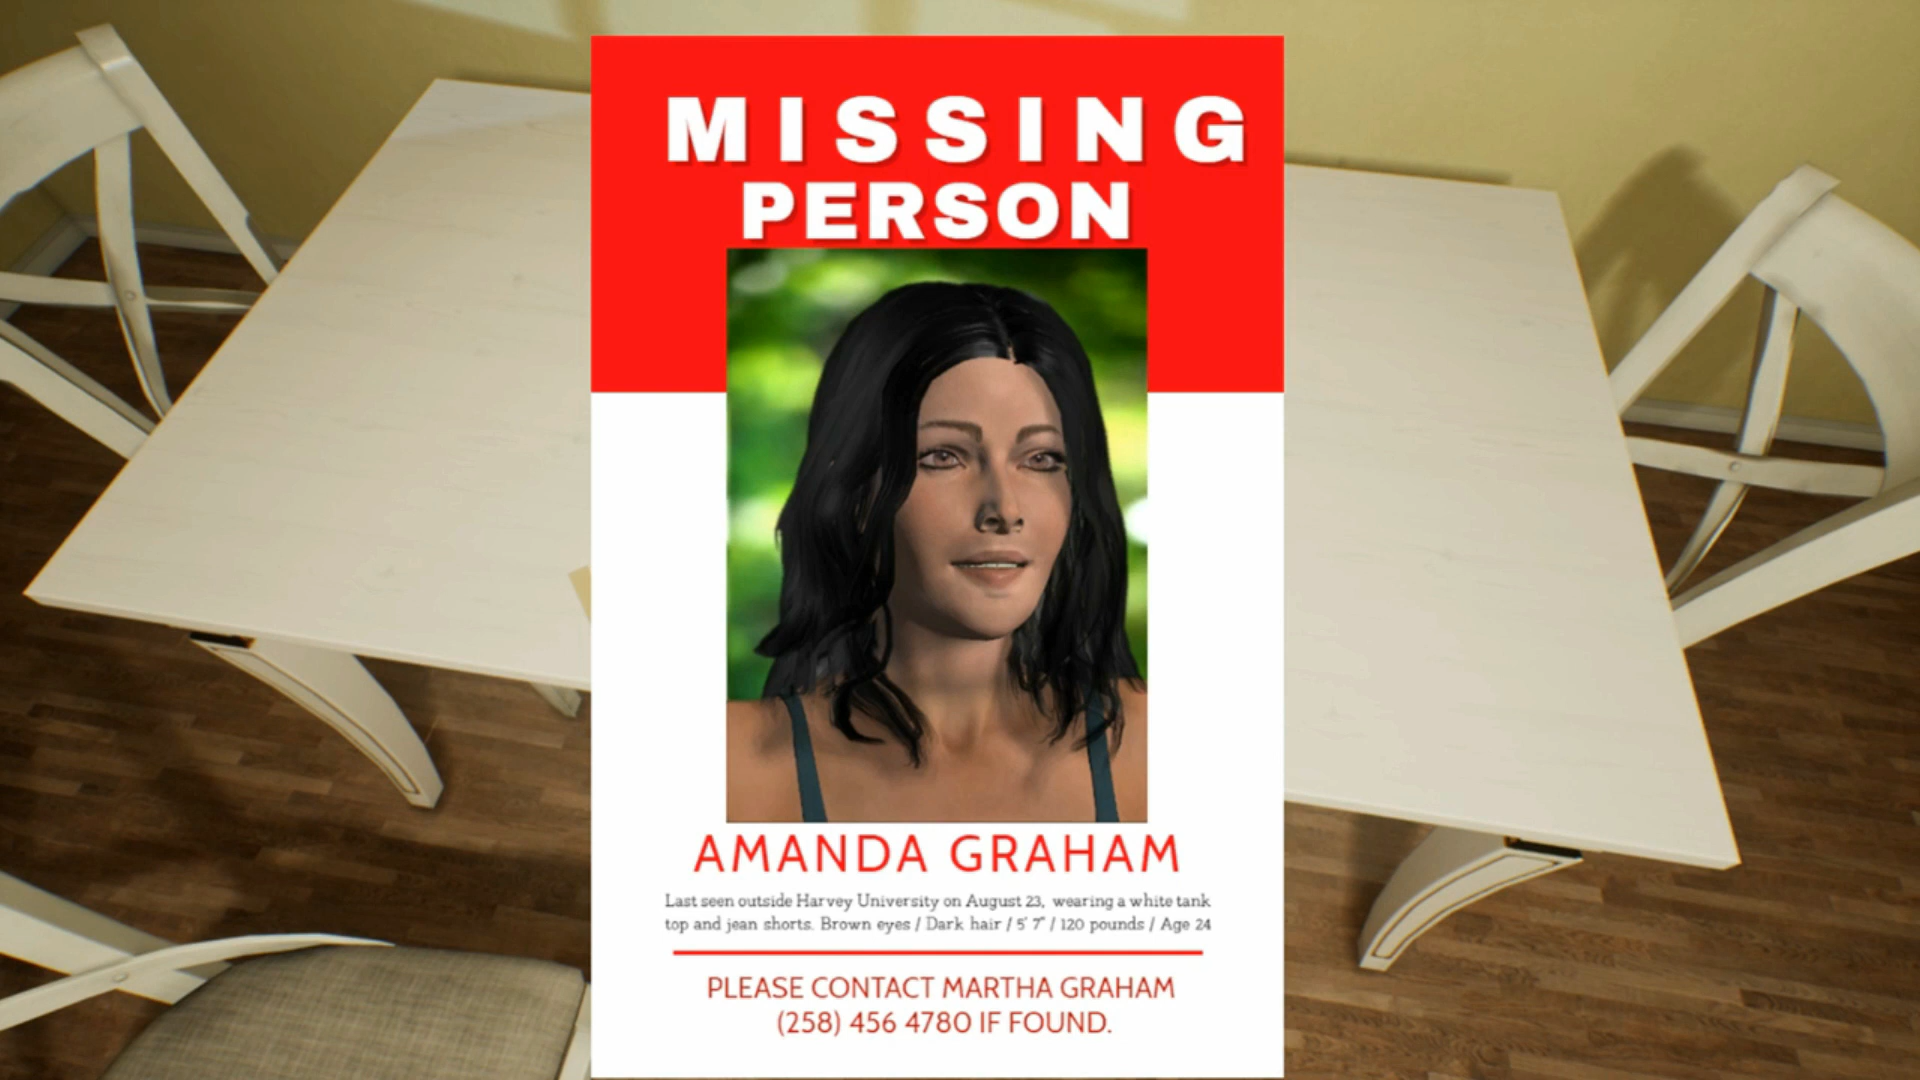 MISSING
PERSON
AMANDA GRAHAM
Last seen outside Harvey University on August 23, wearing a white tank
top and jean shorts. Brown eyes / Dark hair / 5' 7" / 120 pounds / Age 24
PLEASE CONTACT MARTHA GRAHAM
(258) 456 4780 IF FOUND.